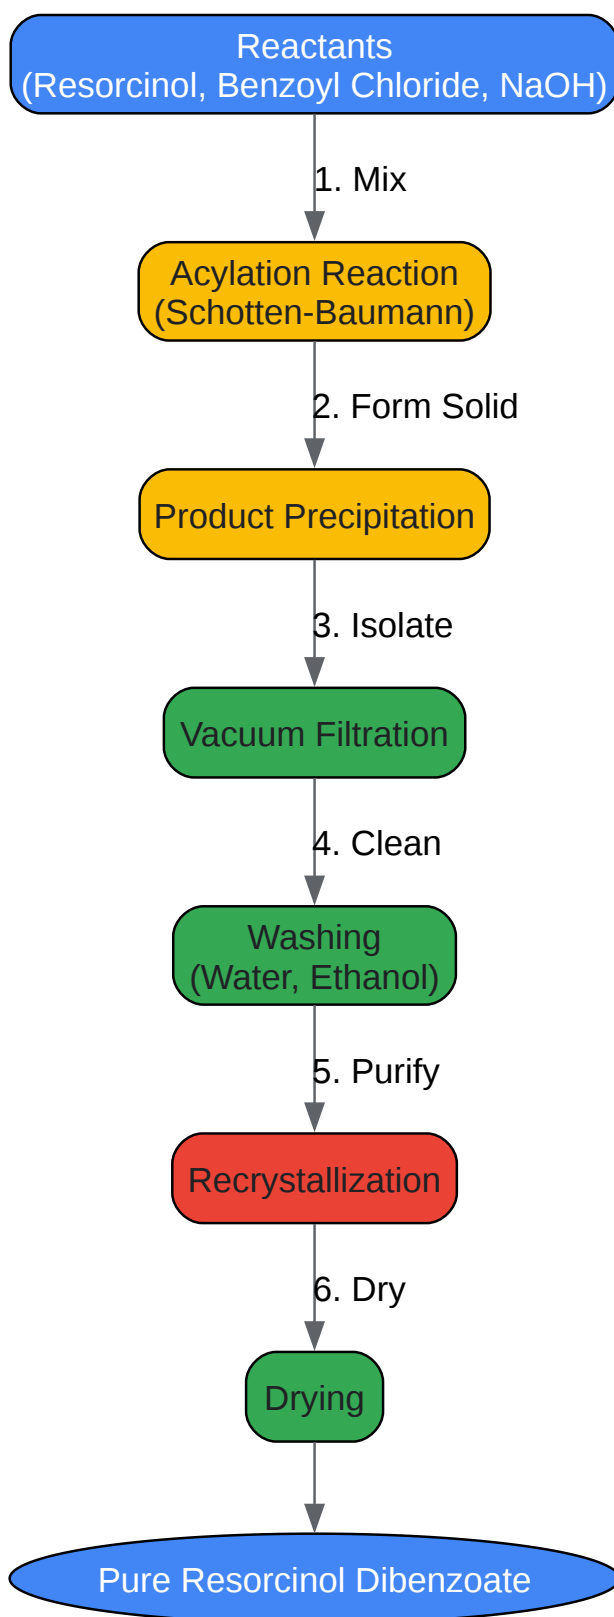 Reactants
(Resorcinol, Benzoyl Chloride, NaOH)
1. Mix
Acylation Reaction
(Schotten-Baumann)
2. Form Solid
Product Precipitation
3. Isolate
Vacuum Filtration
4. Clean
Washing
(Water, Ethanol)
5. Purify
Recrystallization
6. Dry
Drying
Pure Resorcinol Dibenzoate